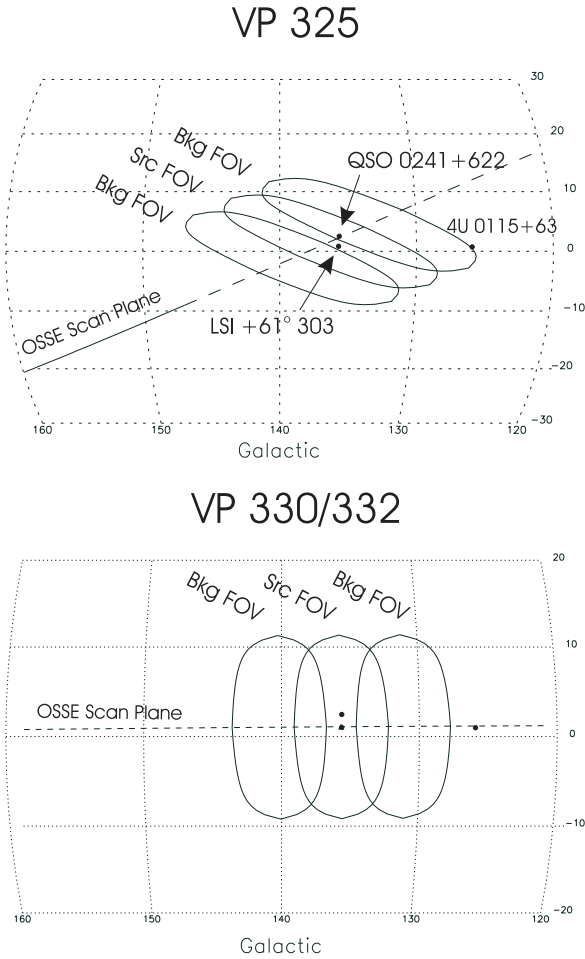 VP 325
30
20
Bkg FOV
Src FOV
QSO 0241+622
Bkg FOV
10
4U 0115+63
0
OSSE Scan Plane
LSI +61° 303
-10
-20
-30
160
150
140
130
120
Galactic
VP 330/332
20
Bkg FOV
Src FOV
Bkg FOV
10
OSSE Scan Plane
0
-10
-20
160
150
140
130
120
Galactic